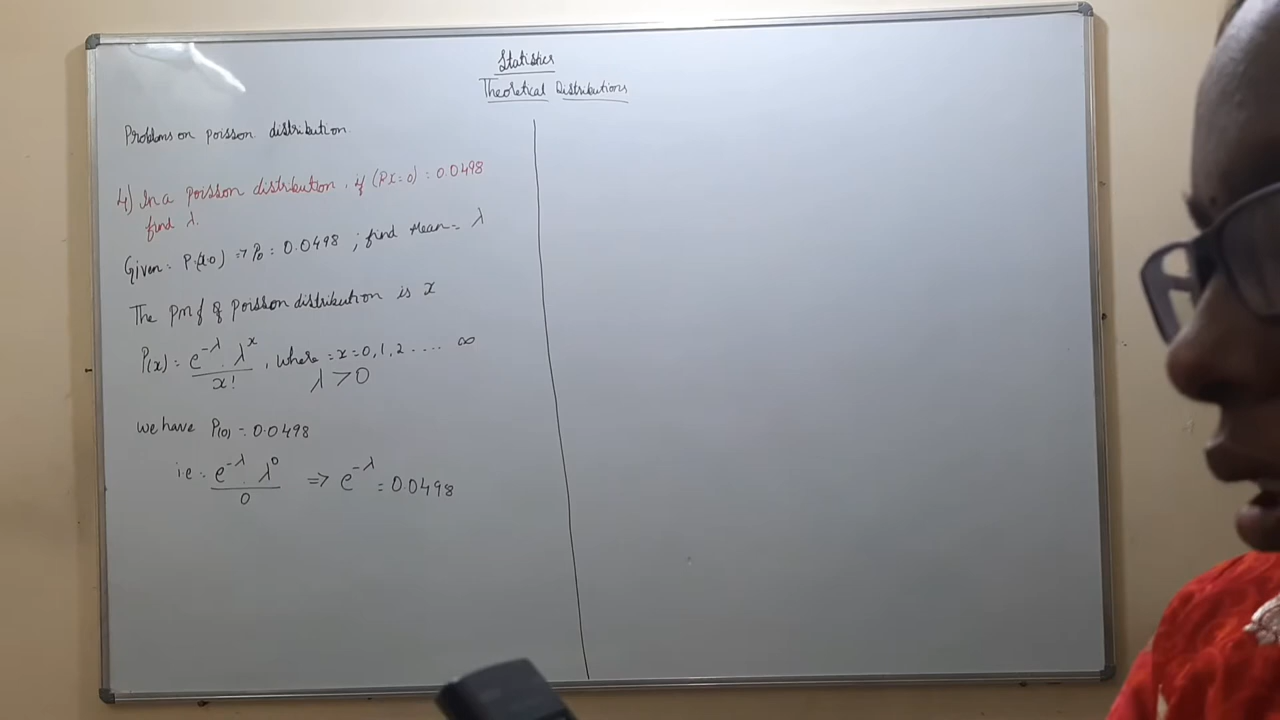 Statistics
Theoretical Distributions
Problems on poisson distribution
4) In a poisson distribution, if (Px=0) = 0.0498
find λ.
Given: P(x=0) => P₀ = 0.0498 ; find Mean = λ
The Pmf of poisson distribution is x
P(x) = e^-λ . λ^x / x! , where = x=0,1,2 .... ∞
λ > 0
we have P(0) = 0.0498
i.e = e^-λ . λ^0 / 0 => e^-λ = 0.0498